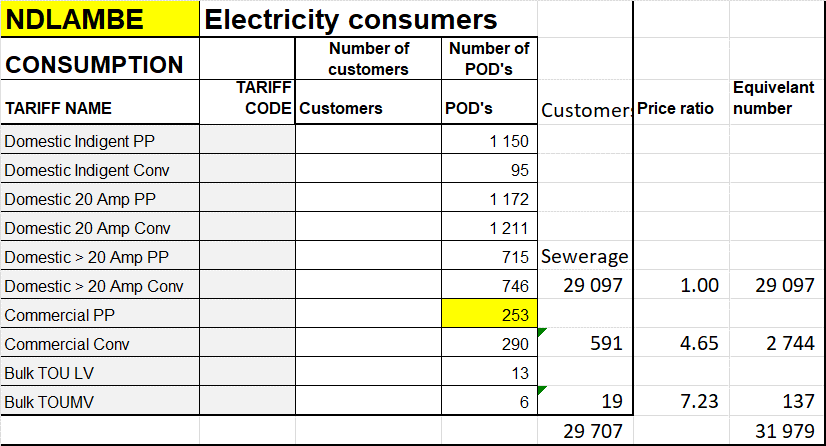 NDLAMBE Electricity consumers
CONSUMPTION Number of customers Number of POD's
TARIFF NAME TARIFF CODE Customers POD's Customers Price ratio Equivelant number
Domestic Indigent PP 1 150
Domestic Indigent Conv 95
Domestic 20 Amp PP 1 172
Domestic 20 Amp Conv 1 211
Domestic > 20 Amp PP 715 Sewerage
Domestic > 20 Amp Conv 746 29 097 1.00 29 097
Commercial PP 253
Commercial Conv 290 591 4.65 2 744
Bulk TOU LV 13
Bulk TOUMV 6 19 7.23 137
29 707 31 979